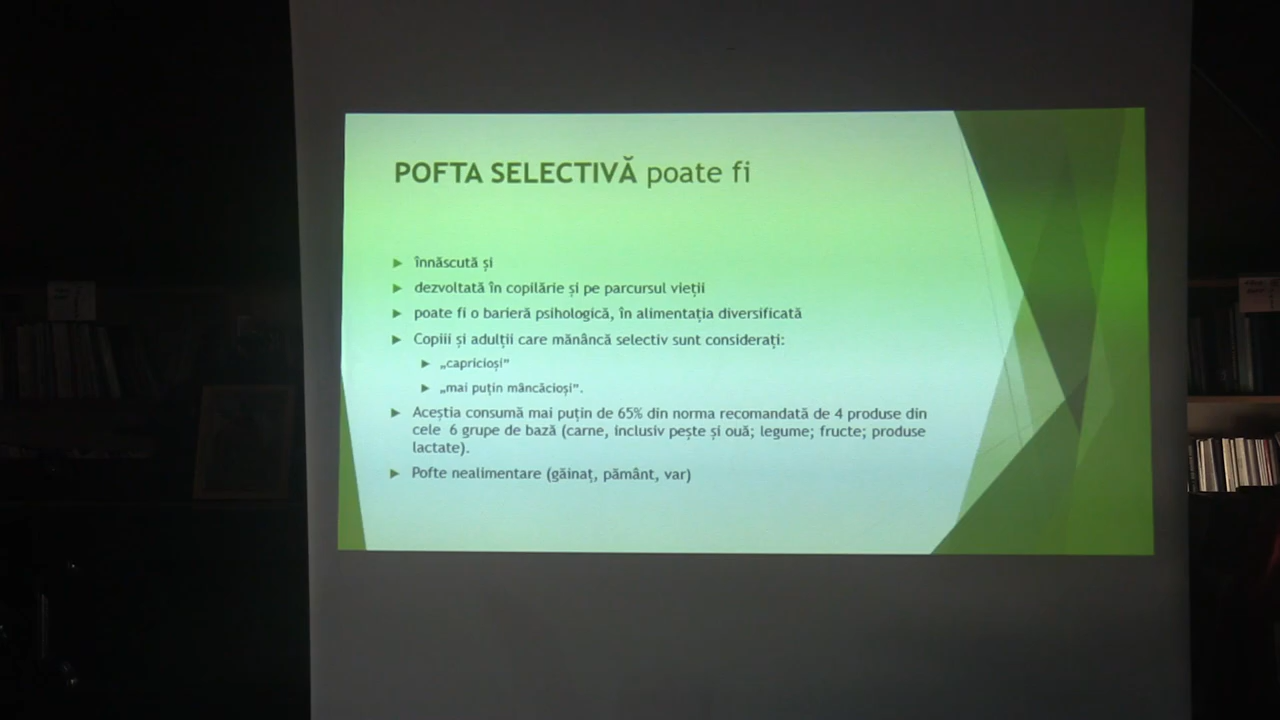 POFTA SELECTIVĂ poate fi
înnăscută și
dezvoltată în copilărie și pe parcursul vieții
poate fi o barieră psihologică, în alimentația diversificată
Copiii și adulții care mănâncă selectiv sunt considerați:
„capricioși”
„mai puțin mâncăcioși”.
Aceștia consumă mai puțin de 65% din norma recomandată de 4 produse din
cele 6 grupe de bază (carne, inclusiv pește și ouă; legume; fructe; produse
lactate).
Pofte nealimentare (găinaț, pământ, var)